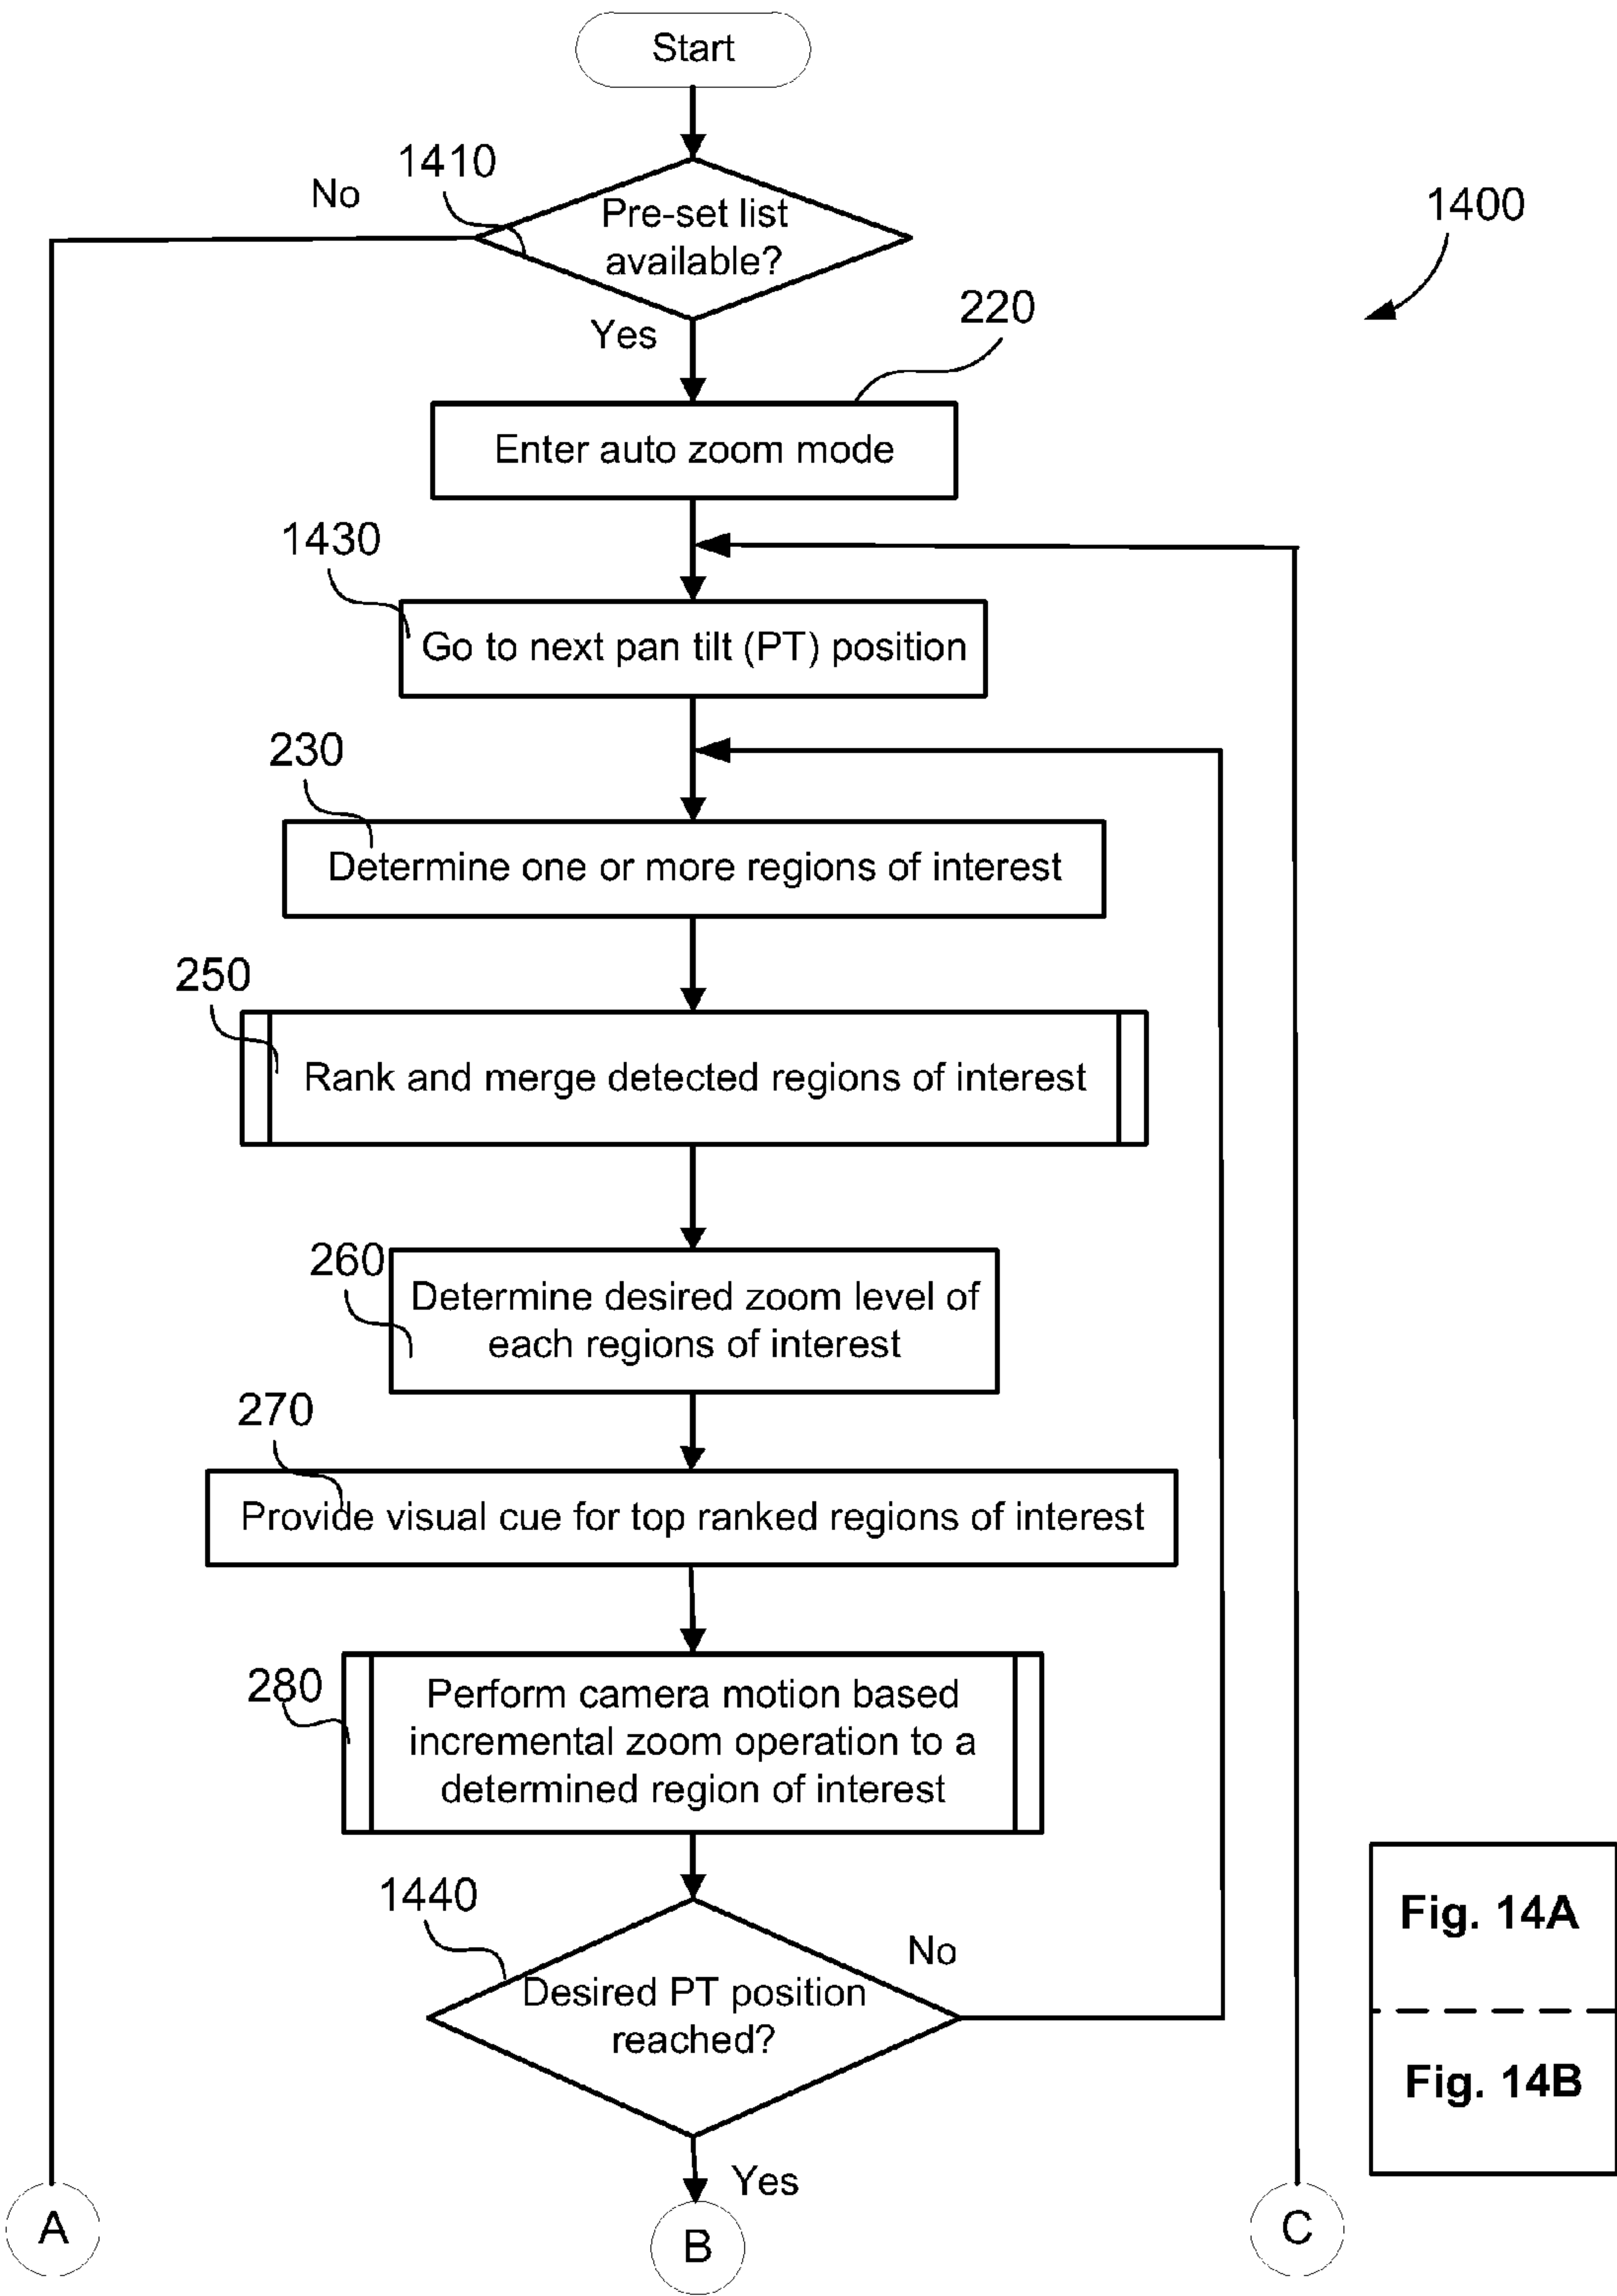 Start
1410
No
Pre-set list
available?
1400
Yes
220
Enter auto zoom mode
1430
Go to next pan tilt (PT) position
230
Determine one or more regions of interest
250
Rank and merge detected regions of interest
260
Determine desired zoom level of
each regions of interest
270
Provide visual cue for top ranked regions of interest
280
Perform camera motion based
incremental zoom operation to a
determined region of interest
1440
No
Desired PT position
reached?
Fig. 14A
Fig. 14B
Yes
A
B
C